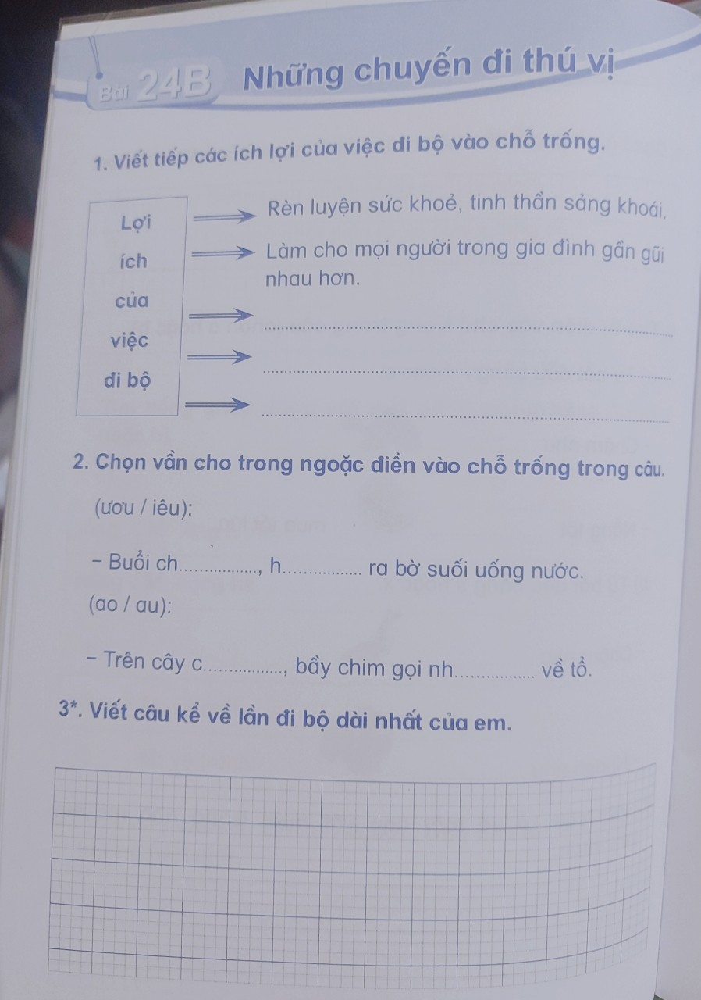 Bài 24B Những chuyến đi thú vị
1. Viết tiếp các ích lợi của việc đi bộ vào chỗ trống.
Lợi
ích
của
việc
đi bộ
Rèn luyện sức khoẻ, tinh thần sảng khoái.
Làm cho mọi người trong gia đình gần gũi
nhau hơn.
2. Chọn vần cho trong ngoặc điền vào chỗ trống trong câu.
(ươu / iêu):
– Buổi ch................., h................. ra bờ suối uống nước.
(ao / au):
– Trên cây c................., bầy chim gọi nh................. về tổ.
3*. Viết câu kể về lần đi bộ dài nhất của em.